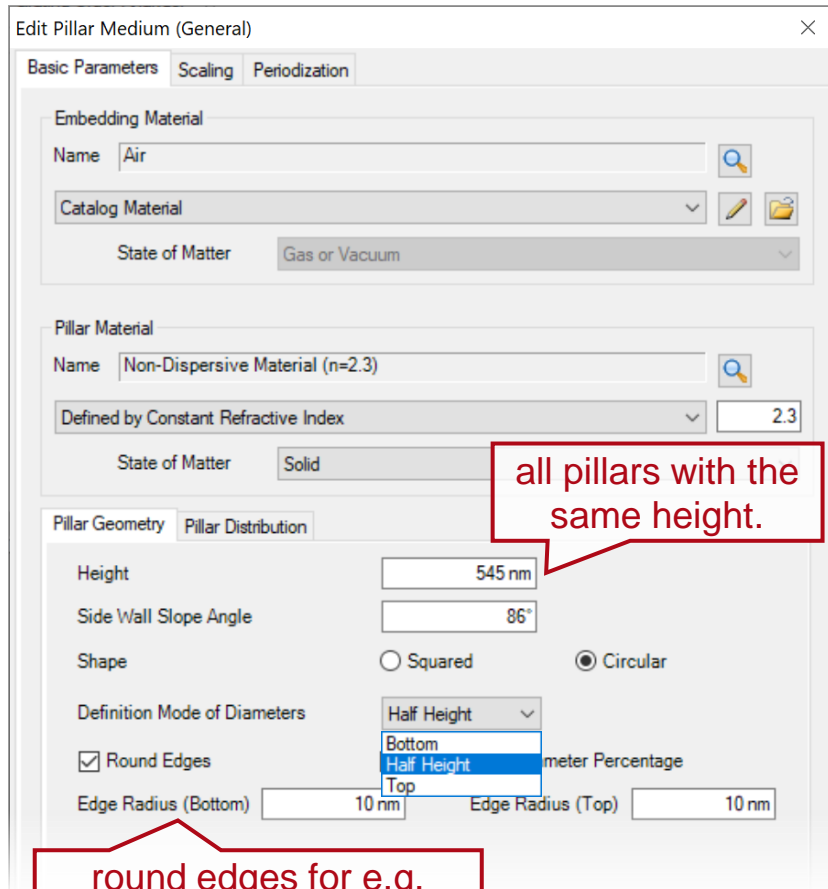 Edit Pillar Medium (General)
Basic Parameters Scaling Periodization
Embedding Material
Name Air
Catalog Material
State of Matter Gas or Vacuum
Pillar Material
Name Non-Dispersive Material (n=2.3)
Defined by Constant Refractive Index 2.3
State of Matter Solid
all pillars with the
same height.
Pillar Geometry Pillar Distribution
Height 545 nm
Side Wall Slope Angle 86°
Shape Squared Circular
Definition Mode of Diameters Half Height
Bottom
Round Edges Half Height Percentage
Top
Edge Radius (Bottom) 10 nm Edge Radius (Top) 10 nm
round edges for e.g.